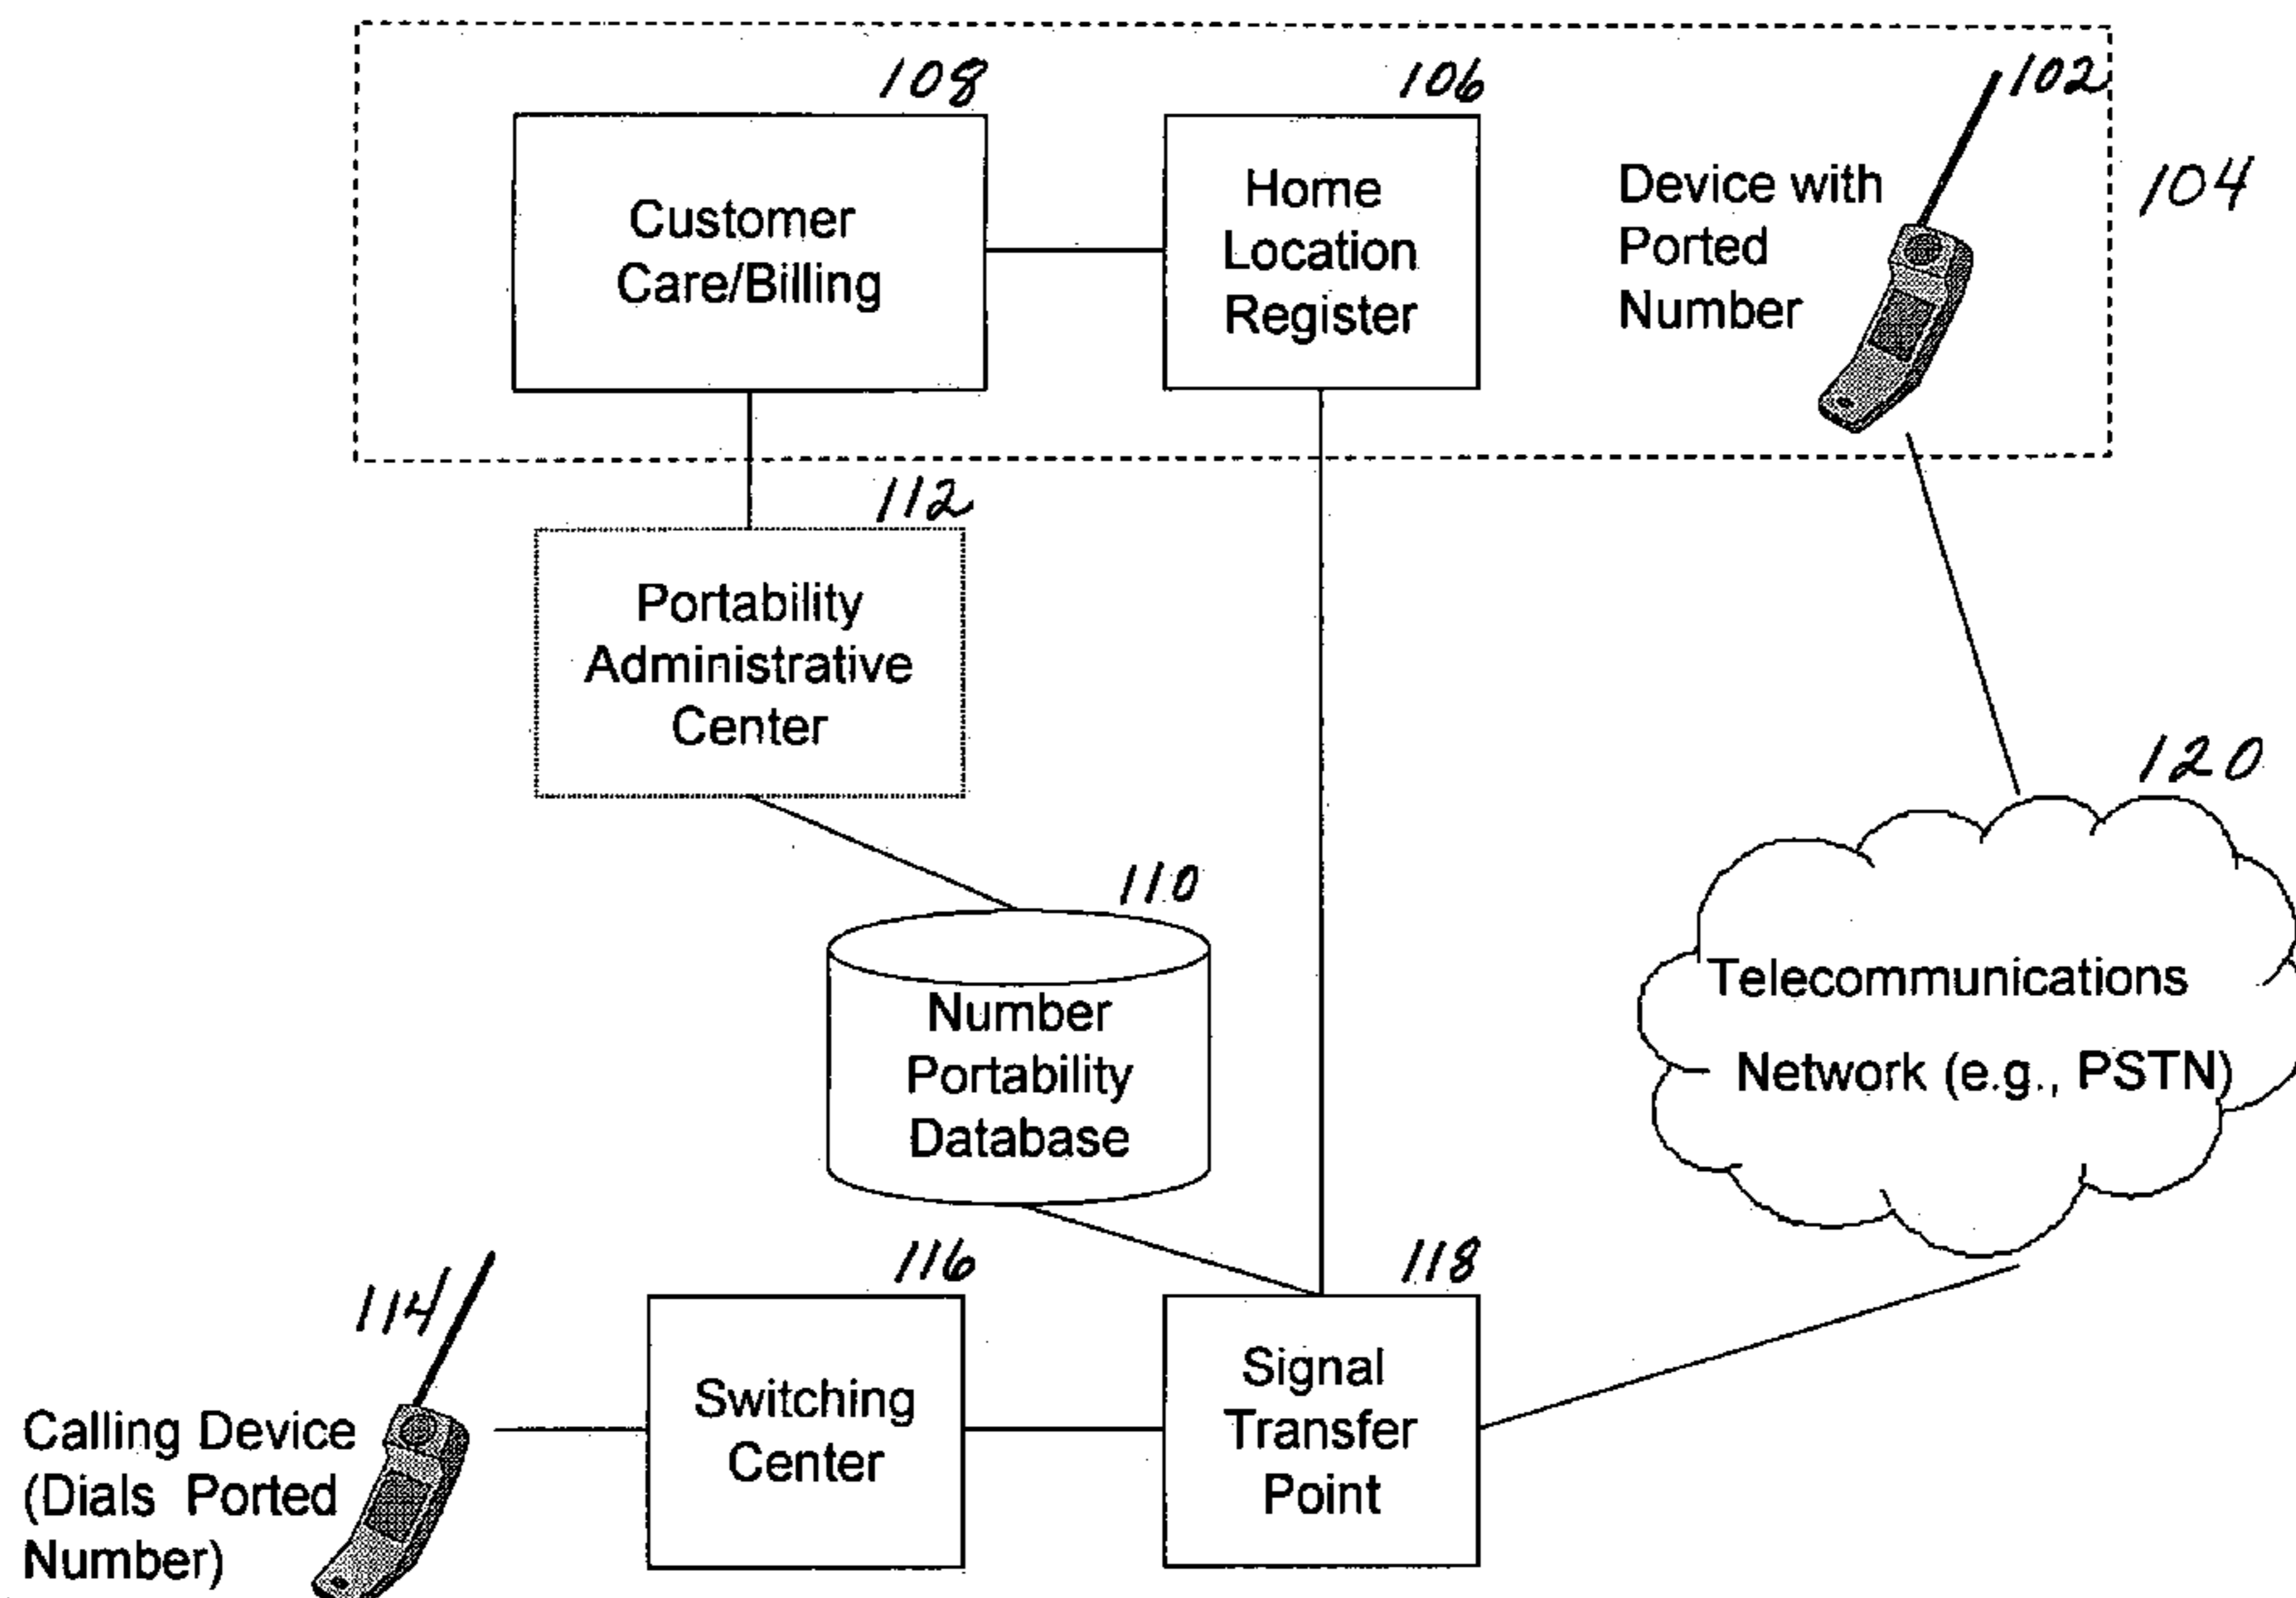 108
106
102
104
Customer
Care/Billing
Home
Location
Register
Device with
Ported
Number
112
Portability
Administrative
Center
120
110
Number
Portability
Database
Telecommunications
Network (e.g., PSTN)
116
118
114
Calling Device
(Dials Ported
Number)
Switching
Center
Signal
Transfer
Point